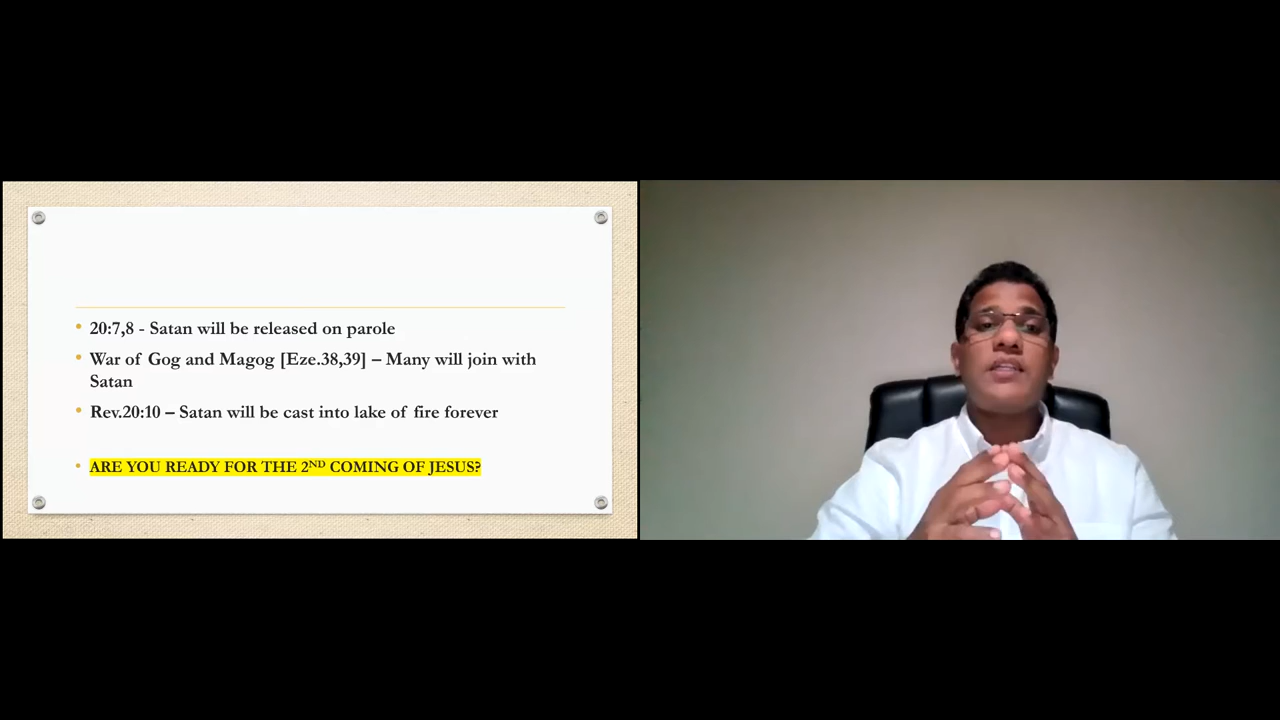 20:7,8 - Satan will be released on parole
War of Gog and Magog [Eze.38,39] – Many will join with
Satan
Rev.20:10 – Satan will be cast into lake of fire forever
ARE YOU READY FOR THE 2ND COMING OF JESUS?